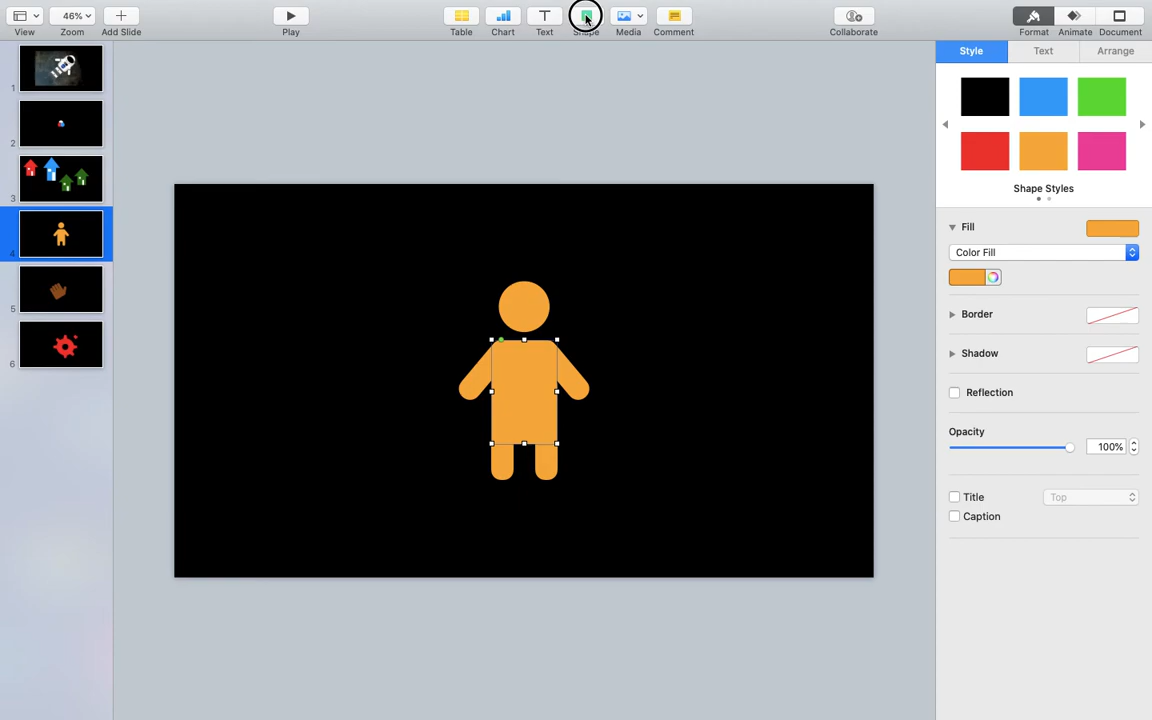 46%
View
Zoom
Add Slide
Play
Table
Chart
Text
Shape
Media
Comment
Collaborate
Format
Animate
Document
1
2
3
4
5
6
Style
Text
Arrange
Shape Styles
Fill
Color Fill
Border
Shadow
Reflection
Opacity
100%
Title
Top
Caption